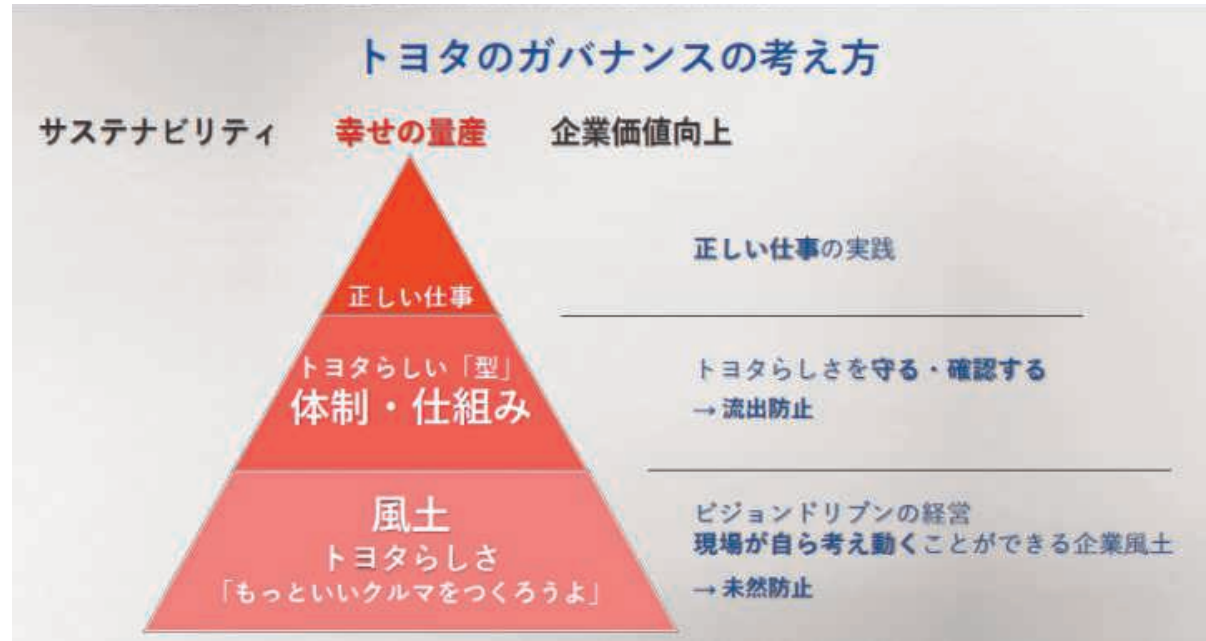 トヨタのガバナンスの考え方
サステナビリティ 幸せの量産 企業価値向上
正しい仕事
正しい仕事の実践
トヨタらしい「型」
体制・仕組み
トヨタらしさを守る・確認する
→ 流出防止
風土
トヨタらしさ
「もっといいクルマをつくろうよ」
ビジョンドリブンの経営
現場が自ら考え動くことができる企業風土
→ 未然防止